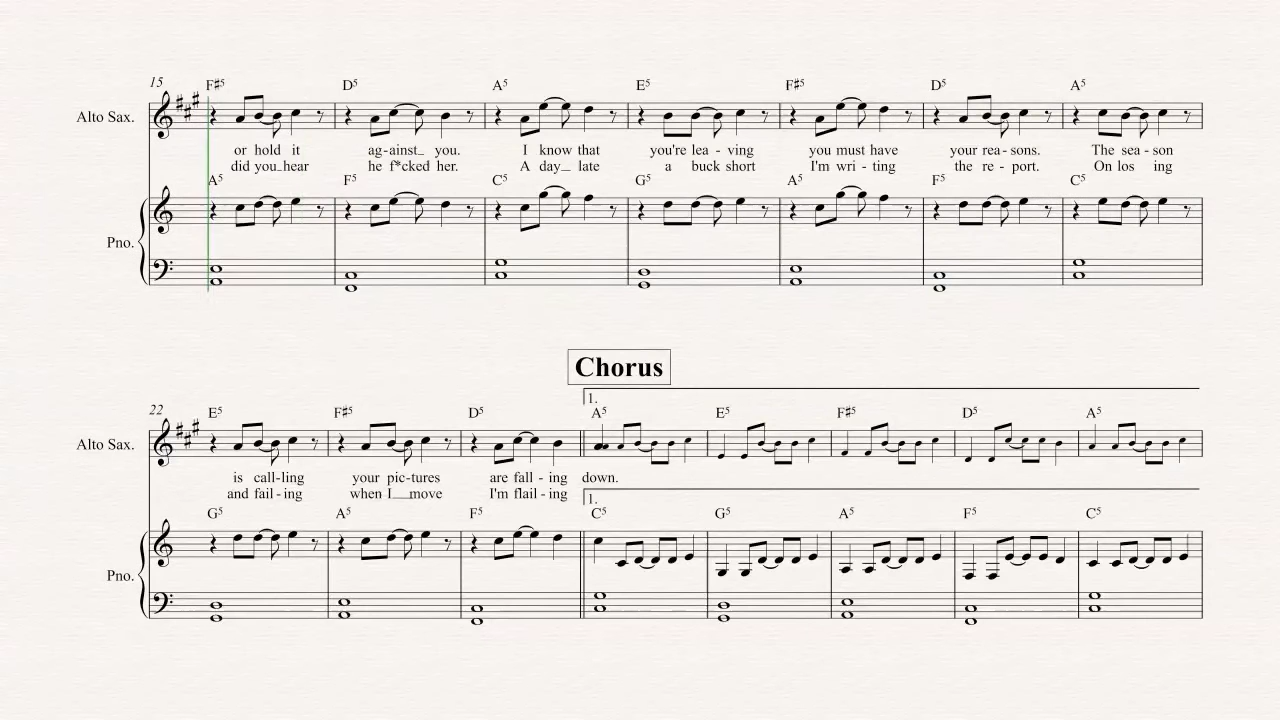 15 F♯5 D5 A5 E5 F♯5 D5 A5
Alto Sax.
or hold it ag-ainst_ you. I know that you're lea - ving you must have your rea - sons. The sea - son
did you_hear he f*cked her. A day_ late a buck short I'm wri - ting the re - port. On los ing
A5 F5 C5 G5 A5 F5 C5
Pno.
Chorus
1.
22 E5 F♯5 D5 A5 E5 F♯5 D5 A5
Alto Sax.
is call-ling your pic-tures are fall - ing down.
and fail - ing when I__move I'm flail - ing
1.
G5 A5 F5 C5 G5 A5 F5 C5
Pno.